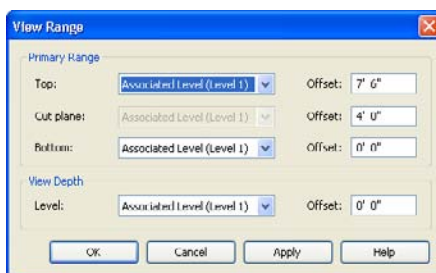 View Range
Primary Range
Top: Associated Level (Level 1) Offset: 7' 6"
Cut plane: Associated Level (Level 1) Offset: 4' 0"
Bottom: Associated Level (Level 1) Offset: 0' 0"
View Depth
Level: Associated Level (Level 1) Offset: 0' 0"
OK Cancel Apply Help